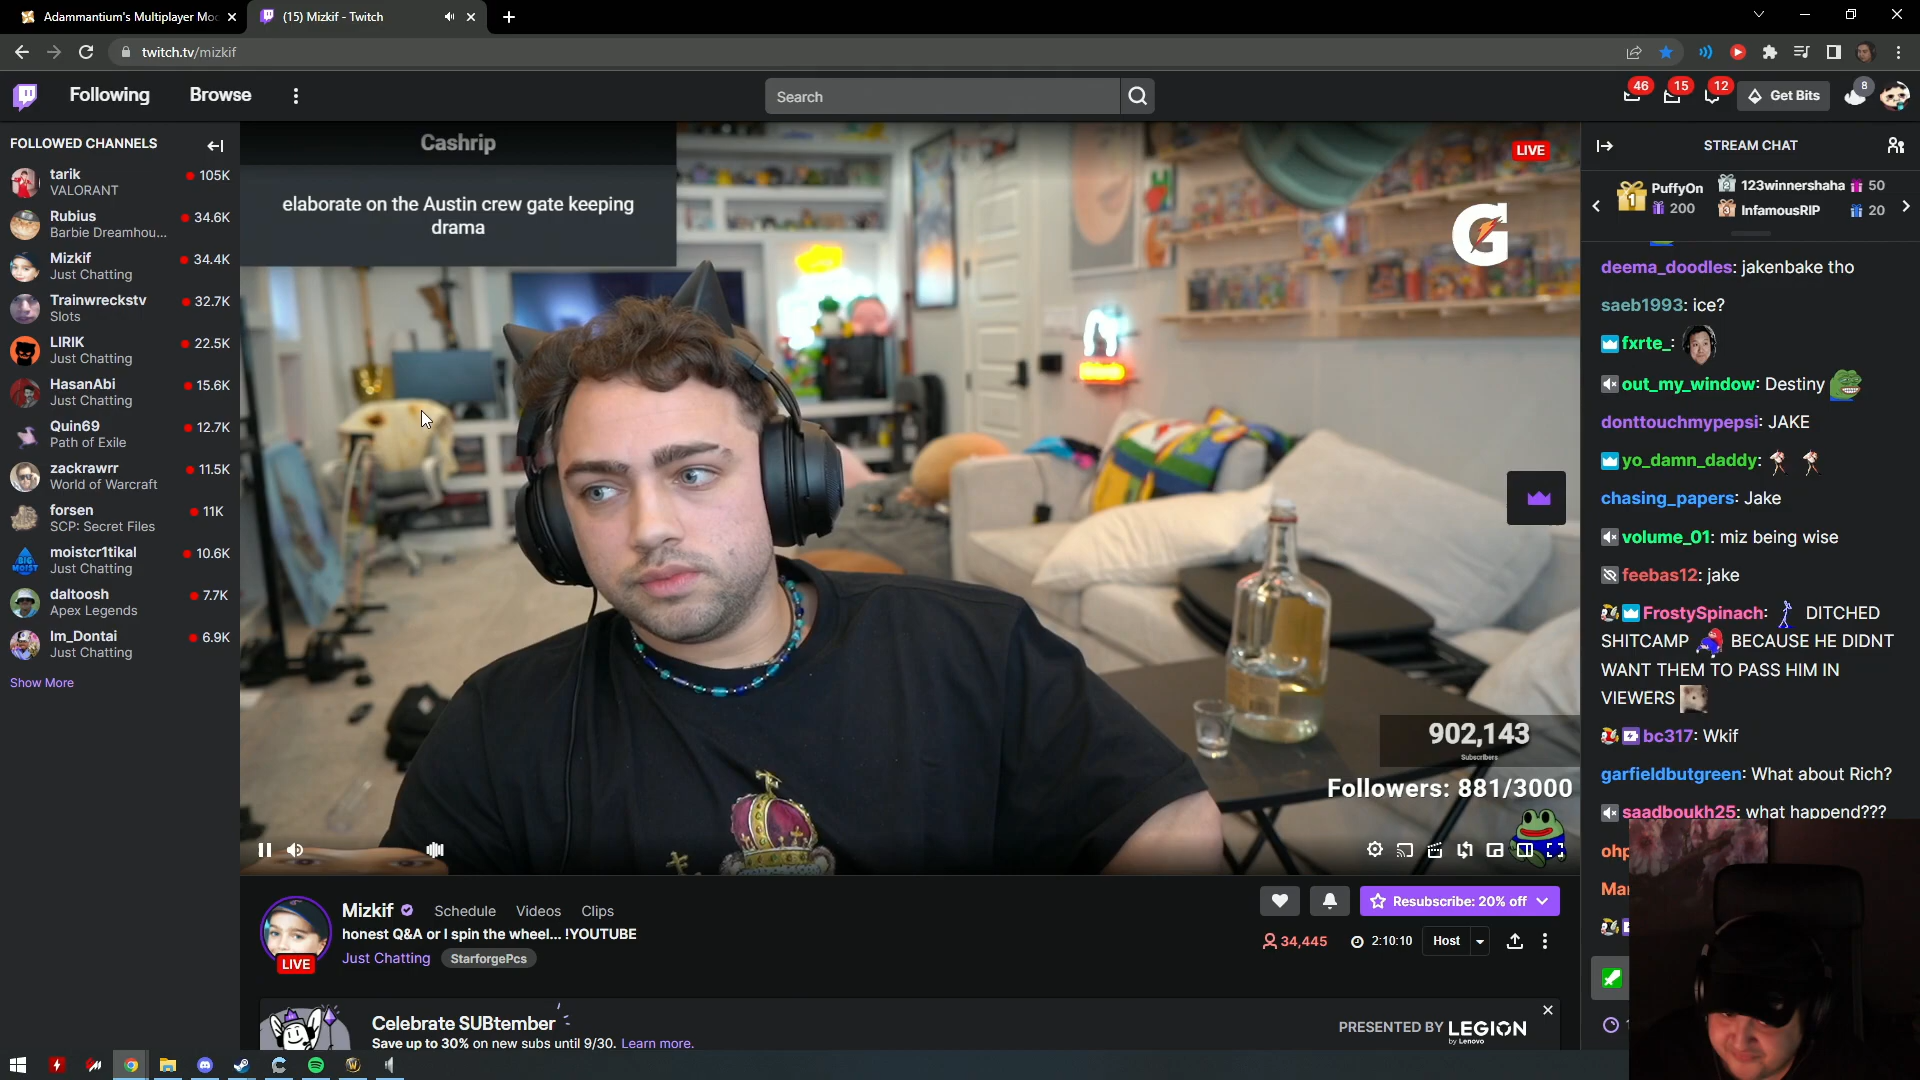 Adammantium's Multiplayer Mo
(15) Mizkif - Twitch
twitch.tv/mizkif
Following
Browse
Search
46
15
12
Get Bits
8
FOLLOWED CHANNELS
tarik
VALORANT
105K
Rubius
Barbie Dreamhou...
34.6K
Mizkif
Just Chatting
34.4K
Trainwreckstv
Slots
32.7K
LIRIK
Just Chatting
22.5K
HasanAbi
Just Chatting
15.6K
Quin69
Path of Exile
12.7K
zackrawrr
World of Warcraft
11.5K
forsen
SCP: Secret Files
11K
moistcr1tikal
Just Chatting
10.6K
daltoosh
Apex Legends
7.7K
Im_Dontai
Just Chatting
6.9K
Show More
Cashrip
elaborate on the Austin crew gate keeping
drama
LIVE
G
902,143
Subscribers
Followers: 881/3000
Mizkif
Schedule
Videos
Clips
honest Q&A or I spin the wheel... !YOUTUBE
Just Chatting
StarforgePcs
LIVE
Resubscribe: 20% off
34,445
2:10:10
Host
Celebrate SUBtember
Save up to 30% on new subs until 9/30. Learn more.
PRESENTED BY LEGION
by Lenovo
STREAM CHAT
1
PuffyOn
200
2 123winnershaha 50
3 InfamousRIP 20
deema_doodles: jakenbake tho
saeb1993: ice?
fxrte_:
out_my_window: Destiny
donttouchmypepsi: JAKE
yo_damn_daddy:
chasing_papers: Jake
volume_01: miz being wise
feebas12: jake
FrostySpinach: DITCHED
SHITCAMP BECAUSE HE DIDNT
WANT THEM TO PASS HIM IN
VIEWERS
bc317: Wkif
garfieldbutgreen: What about Rich?
saadboukh25: what happend???
ohp
Mar